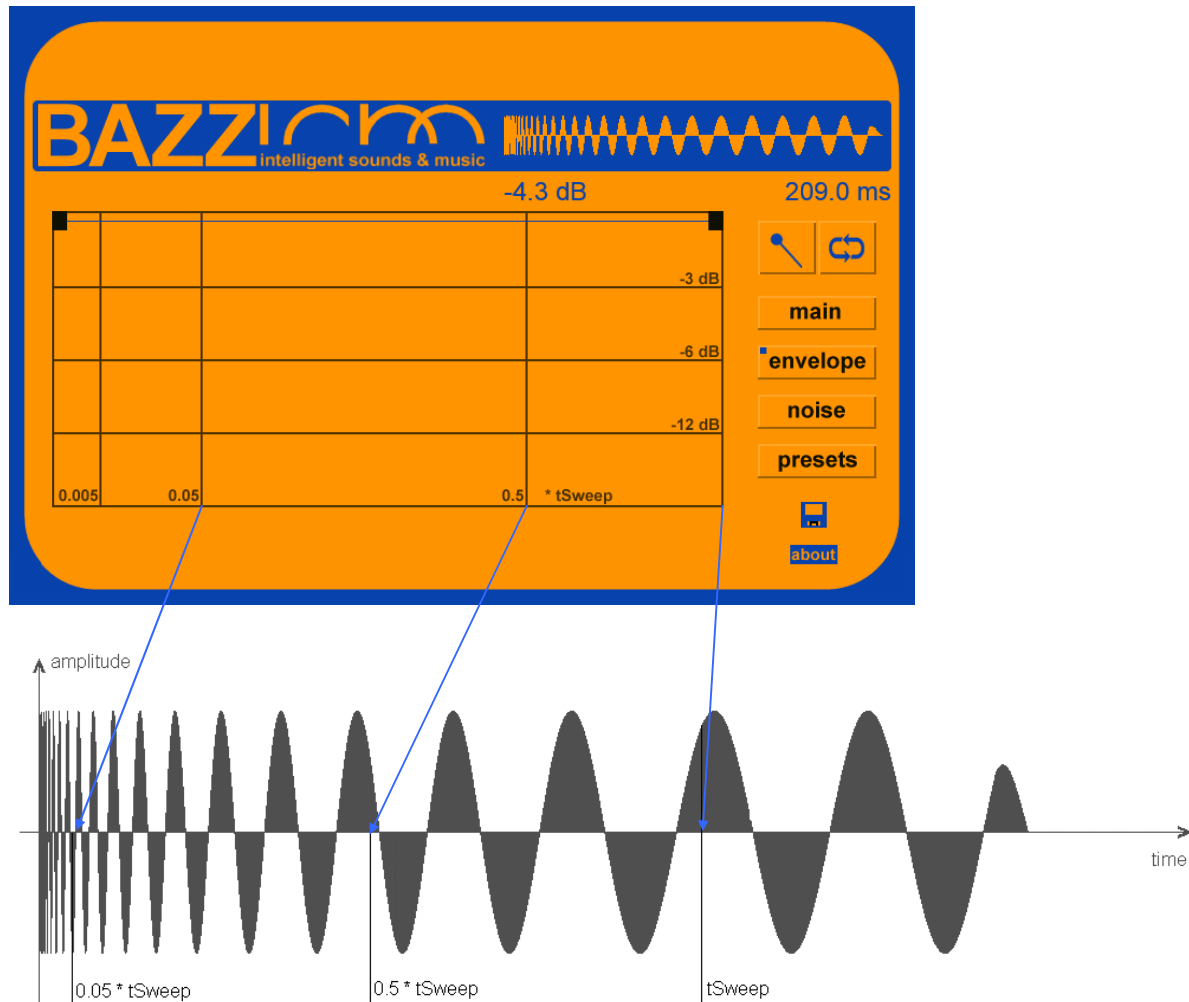 BAZZISM
intelligent sounds & music
-4.3 dB
209.0 ms
-3 dB
main
-6 dB
envelope
noise
-12 dB
presets
0.005
0.05
0.5
* tSweep
about
amplitude
time
0.05 * tSweep
0.5 * tSweep
tSweep